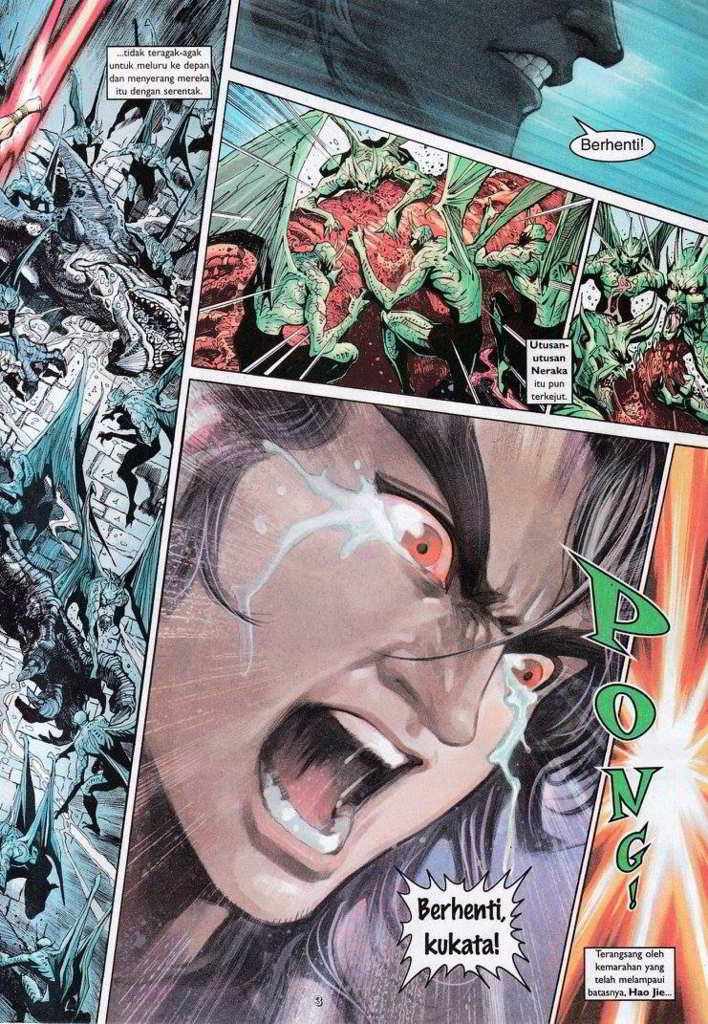 ...tidak teragak-agak
untuk meluru ke depan
dan menyerang mereka
itu dengan serentak.
Berhenti!
Utusan-
utusan
Neraka
itu pun
terkejut.
Berhenti,
kukata!
PONG!
Terangsang oleh
kemarahan yang
telah melampaui
batasnya, Hao Jie...
3